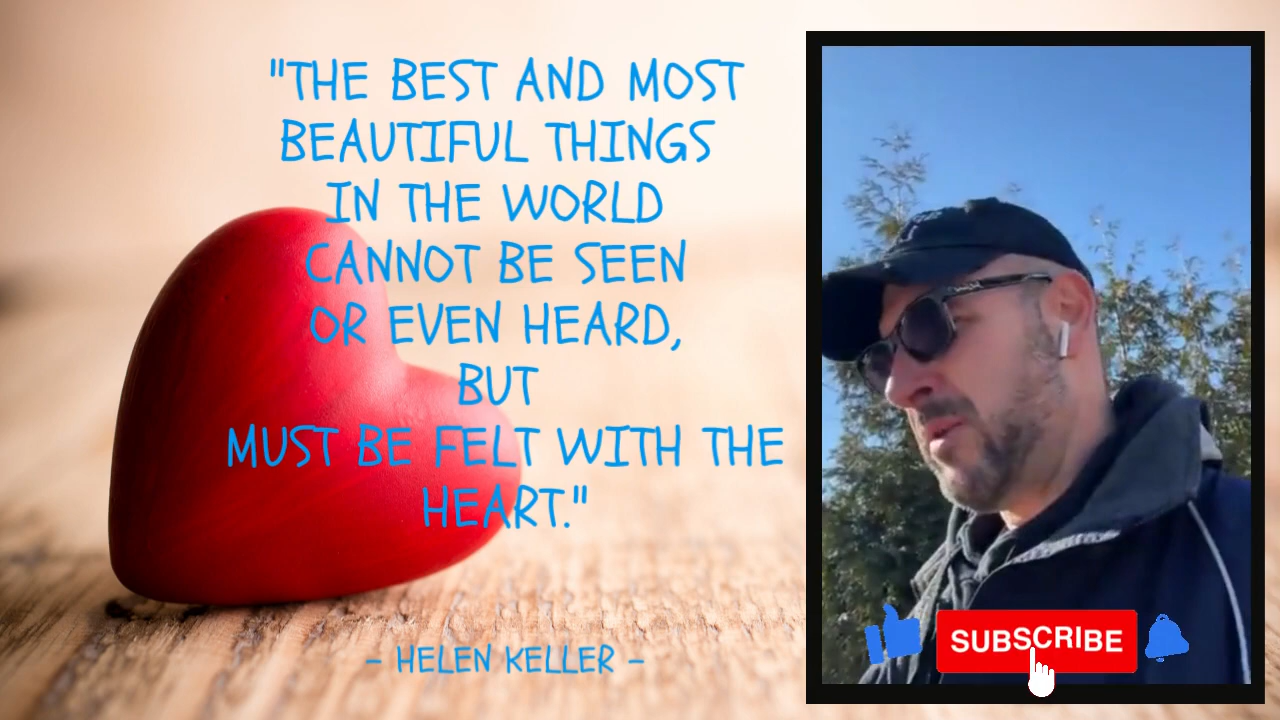 "THE BEST AND MOST
BEAUTIFUL THINGS
IN THE WORLD
CANNOT BE SEEN
OR EVEN HEARD,
BUT
MUST BE FELT WITH THE
HEART."
- HELEN KELLER -
SUBSCRIBE